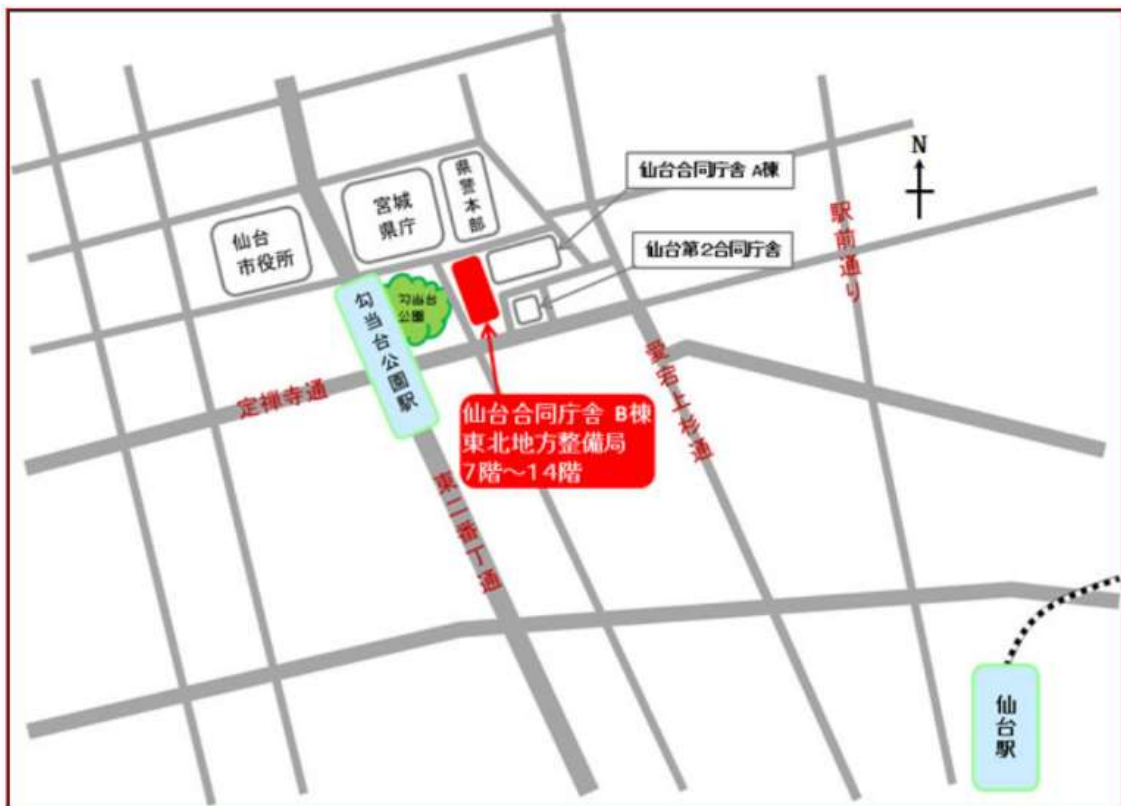 N
仙台合同庁舎 A棟
県警本部
宮城
県庁
駅前通り
仙台
市役所
仙台第2合同庁舎
勾当台
公園
勾当台公園駅
愛宕上杉通
定禅寺通
仙台合同庁舎 B棟
東北地方整備局
7階～14階
東二番丁通
仙台駅